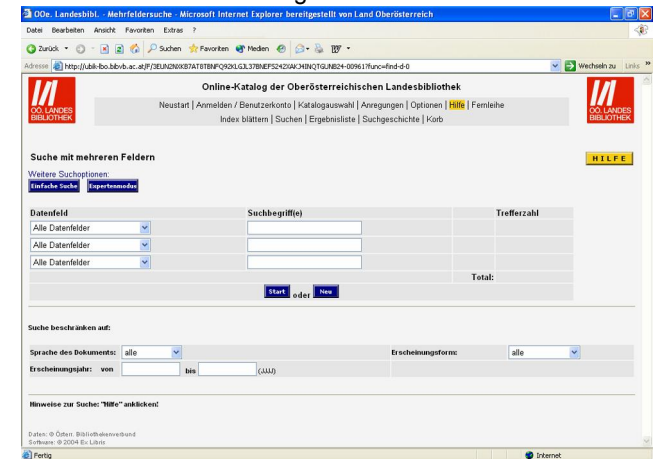 OOe. Landesbibl. - Mehrfeldersuche - Microsoft Internet Explorer bereitgestellt von Land Oberösterreich
Datei Bearbeiten Ansicht Favoriten Extras ?
Zurück Suchen Favoriten Medien
Adresse Wechseln zu Links »
Online-Katalog der Oberösterreichischen Landesbibliothek
OÖ. LANDES BIBLIOTHEK
Neustart | Anmelden / Benutzerkonto | Katalogauswahl | Anregungen | Optionen | Hilfe | Fernleihe
OÖ. LANDES BIBLIOTHEK
Index blättern | Suchen | Ergebnisliste | Suchgeschichte | Korb
Suche mit mehreren Feldern
HILFE
Weitere Suchoptionen:
Einfache Suche Expertenmodus
Datenfeld Suchbegriff(e) Trefferzahl
Alle Datenfelder
Alle Datenfelder
Alle Datenfelder
Total:
Start oder Neu
Suche beschränken auf:
Sprache des Dokuments: alle Erscheinungsform: alle
Erscheinungsjahr: von bis (JJJJ)
Hinweise zur Suche: "Hilfe" anklicken!
Daten: © Österr. Bibliothekenverbund
Software: © 2004 Ex Libris
Fertig Internet